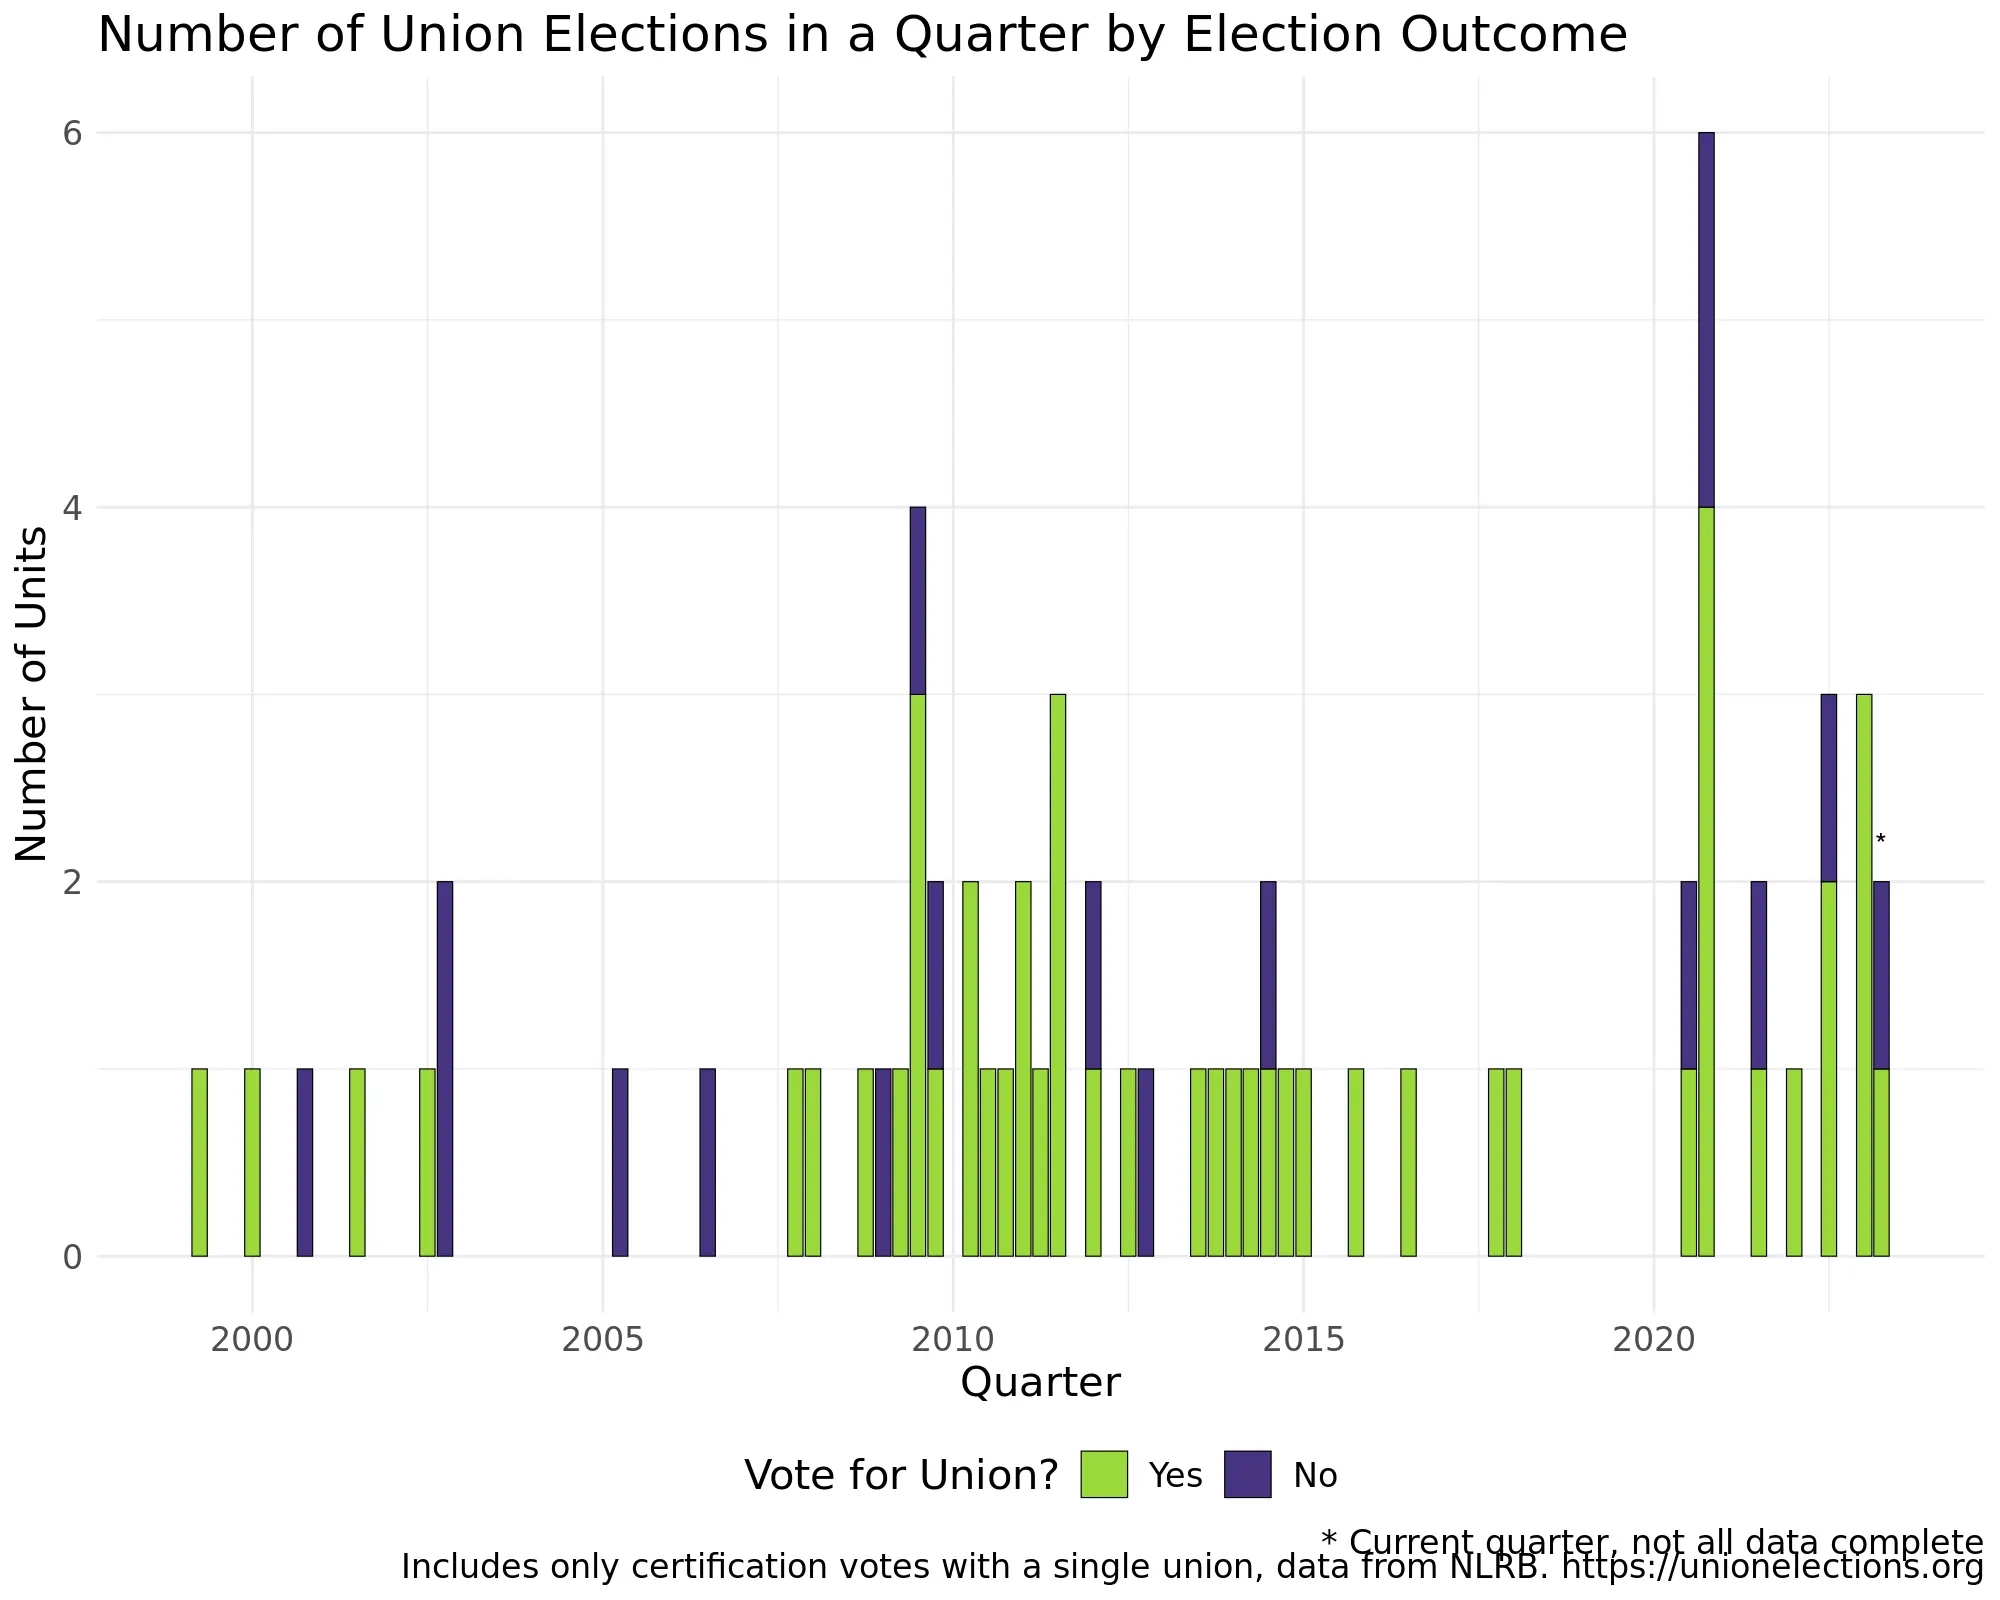 Number of Union Elections in a Quarter by Election Outcome
Number of Units
6
4
2
0
*
2000 2005 2010 2015 2020
Quarter
Vote for Union? Yes No
* Current quarter, not all data complete
Includes only certification votes with a single union, data from NLRB. https://unionelections.org